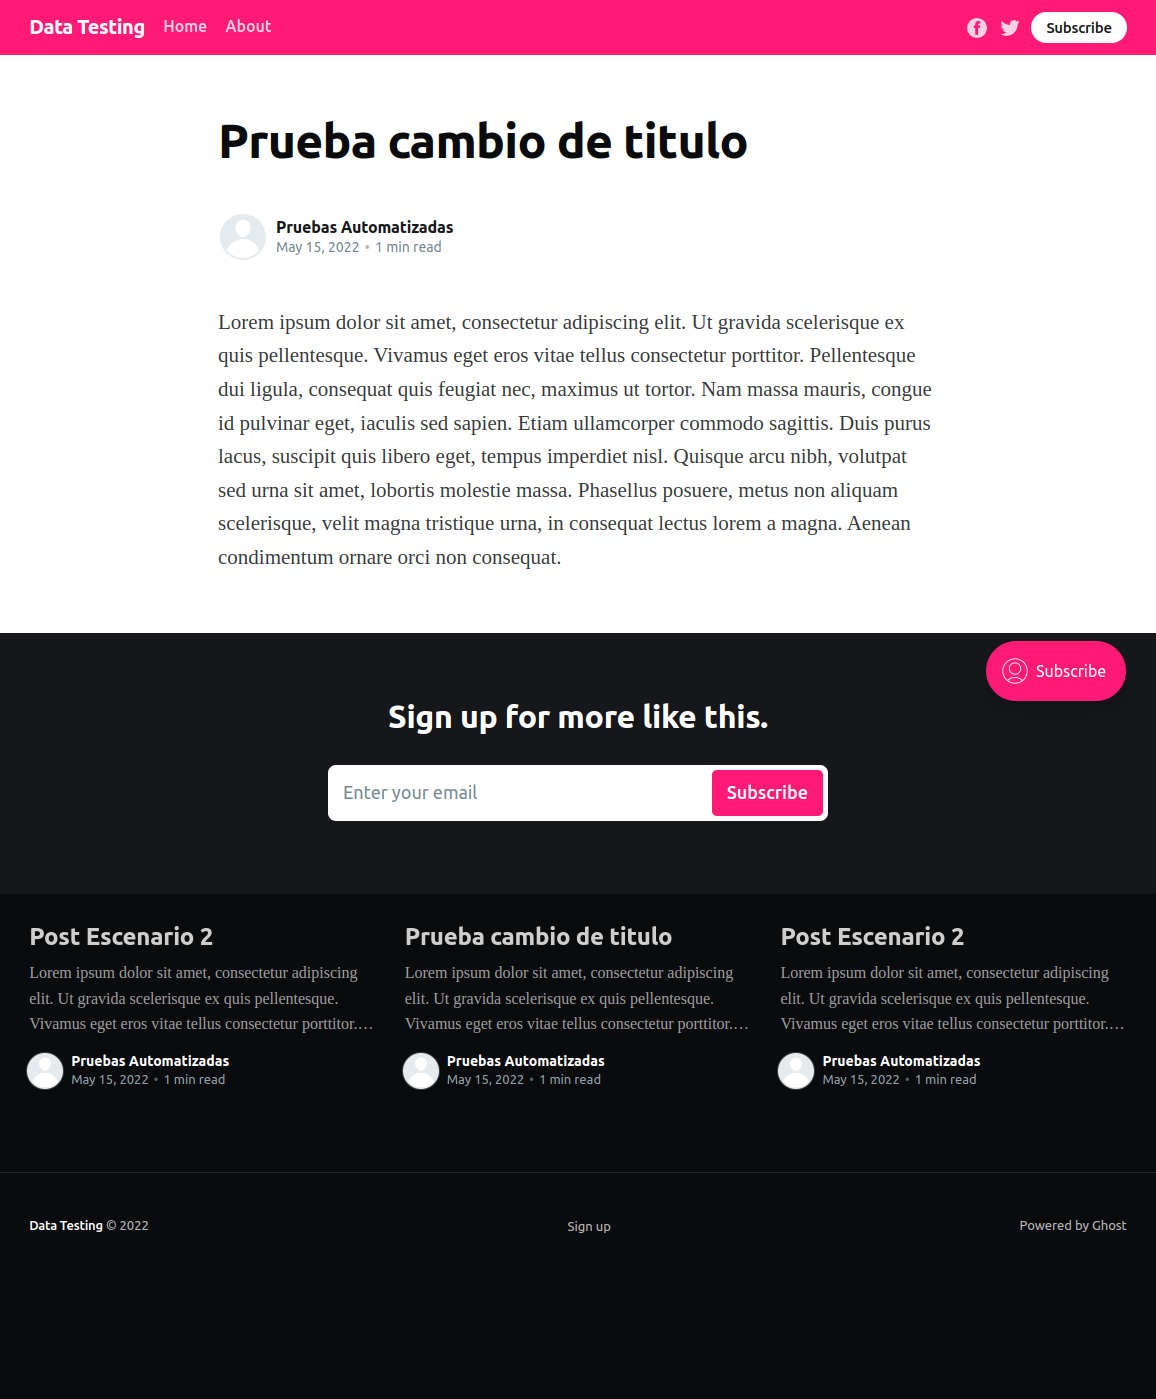 Data Testing Home About Subscribe
Prueba cambio de titulo
Pruebas Automatizadas
May 15, 2022 • 1 min read
Lorem ipsum dolor sit amet, consectetur adipiscing elit. Ut gravida scelerisque ex
quis pellentesque. Vivamus eget eros vitae tellus consectetur porttitor. Pellentesque
dui ligula, consequat quis feugiat nec, maximus ut tortor. Nam massa mauris, congue
id pulvinar eget, iaculis sed sapien. Etiam ullamcorper commodo sagittis. Duis purus
lacus, suscipit quis libero eget, tempus imperdiet nisl. Quisque arcu nibh, volutpat
sed urna sit amet, lobortis molestie massa. Phasellus posuere, metus non aliquam
scelerisque, velit magna tristique urna, in consequat lectus lorem a magna. Aenean
condimentum ornare orci non consequat.
Subscribe
Sign up for more like this.
Enter your email Subscribe
Post Escenario 2
Lorem ipsum dolor sit amet, consectetur adipiscing
elit. Ut gravida scelerisque ex quis pellentesque.
Vivamus eget eros vitae tellus consectetur porttitor.…
Pruebas Automatizadas
May 15, 2022 • 1 min read
Prueba cambio de titulo
Lorem ipsum dolor sit amet, consectetur adipiscing
elit. Ut gravida scelerisque ex quis pellentesque.
Vivamus eget eros vitae tellus consectetur porttitor.…
Pruebas Automatizadas
May 15, 2022 • 1 min read
Post Escenario 2
Lorem ipsum dolor sit amet, consectetur adipiscing
elit. Ut gravida scelerisque ex quis pellentesque.
Vivamus eget eros vitae tellus consectetur porttitor.…
Pruebas Automatizadas
May 15, 2022 • 1 min read
Data Testing © 2022 Sign up Powered by Ghost